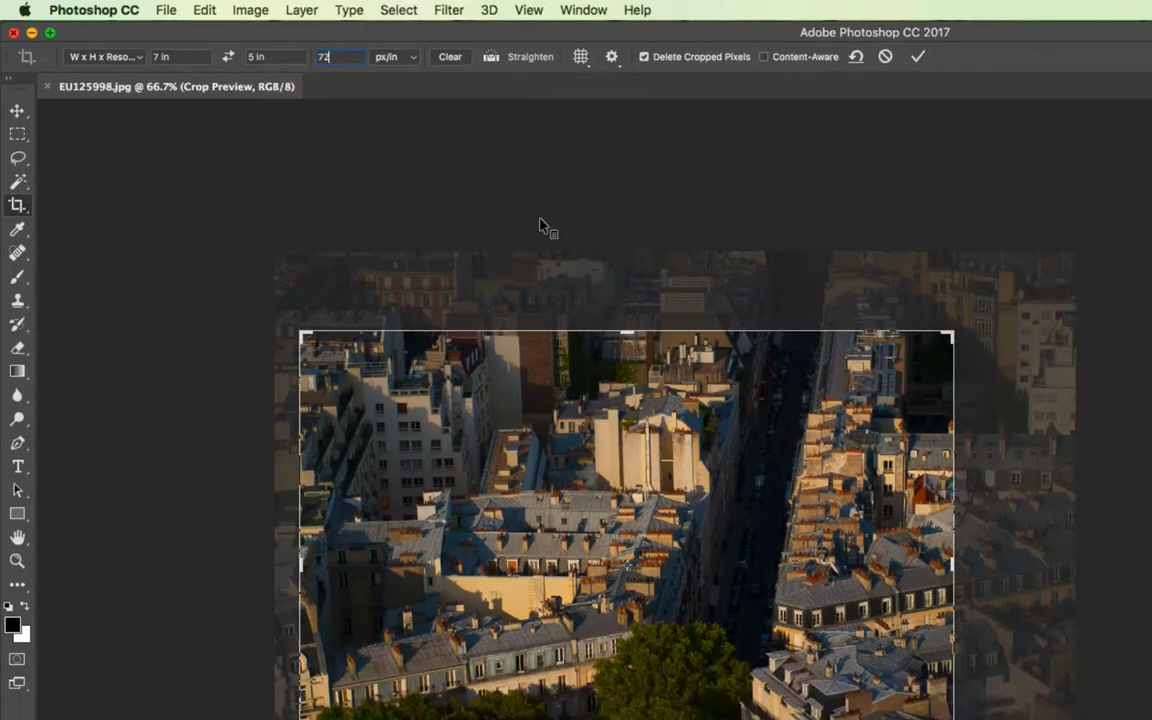 Photoshop CC File Edit Image Layer Type Select Filter 3D View Window Help
Adobe Photoshop CC 2017
W x H x Reso... 7 in 5 in 72 px/in Clear Straighten Delete Cropped Pixels Content-Aware
EU125998.jpg @ 66.7% (Crop Preview, RGB/8)
T